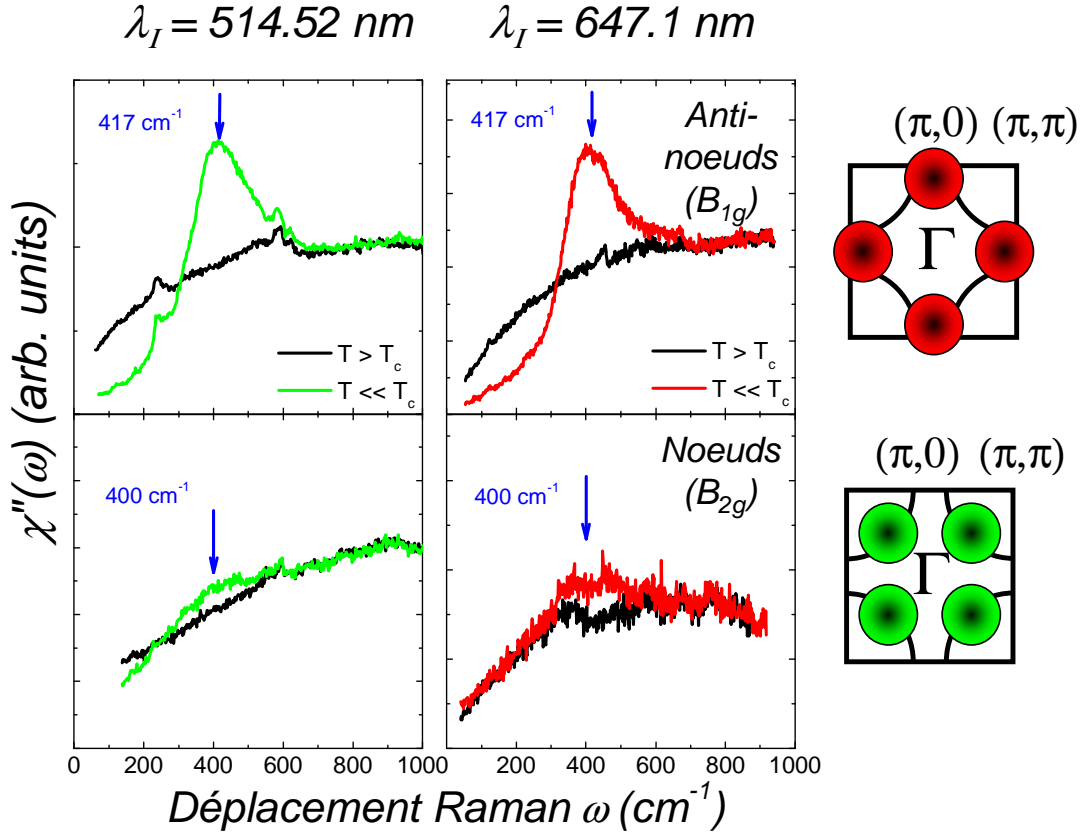 λI = 514.52 nm
λI = 647.1 nm
χ"(ω) (arb. units)
417 cm-1
T > Tc
T << Tc
417 cm-1
Anti-
noeuds
(B1g)
T > Tc
T << Tc
(π,0) (π,π)
Γ
400 cm-1
400 cm-1
Noeuds
(B2g)
(π,0) (π,π)
Γ
0 200 400 600 800 1000
0 200 400 600 800 1000
Déplacement Raman ω (cm-1)